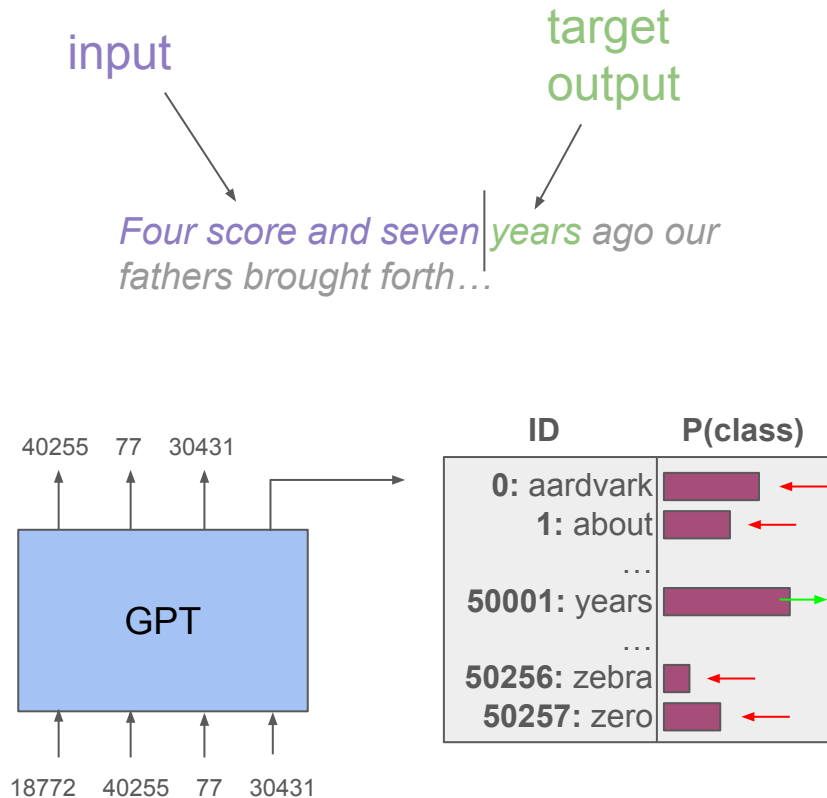 input
target
output
Four score and seven years ago our
fathers brought forth…
40255 77 30431
GPT
18772 40255 77 30431
ID P(class)
0: aardvark
1: about
…
50001: years
…
50256: zebra
50257: zero